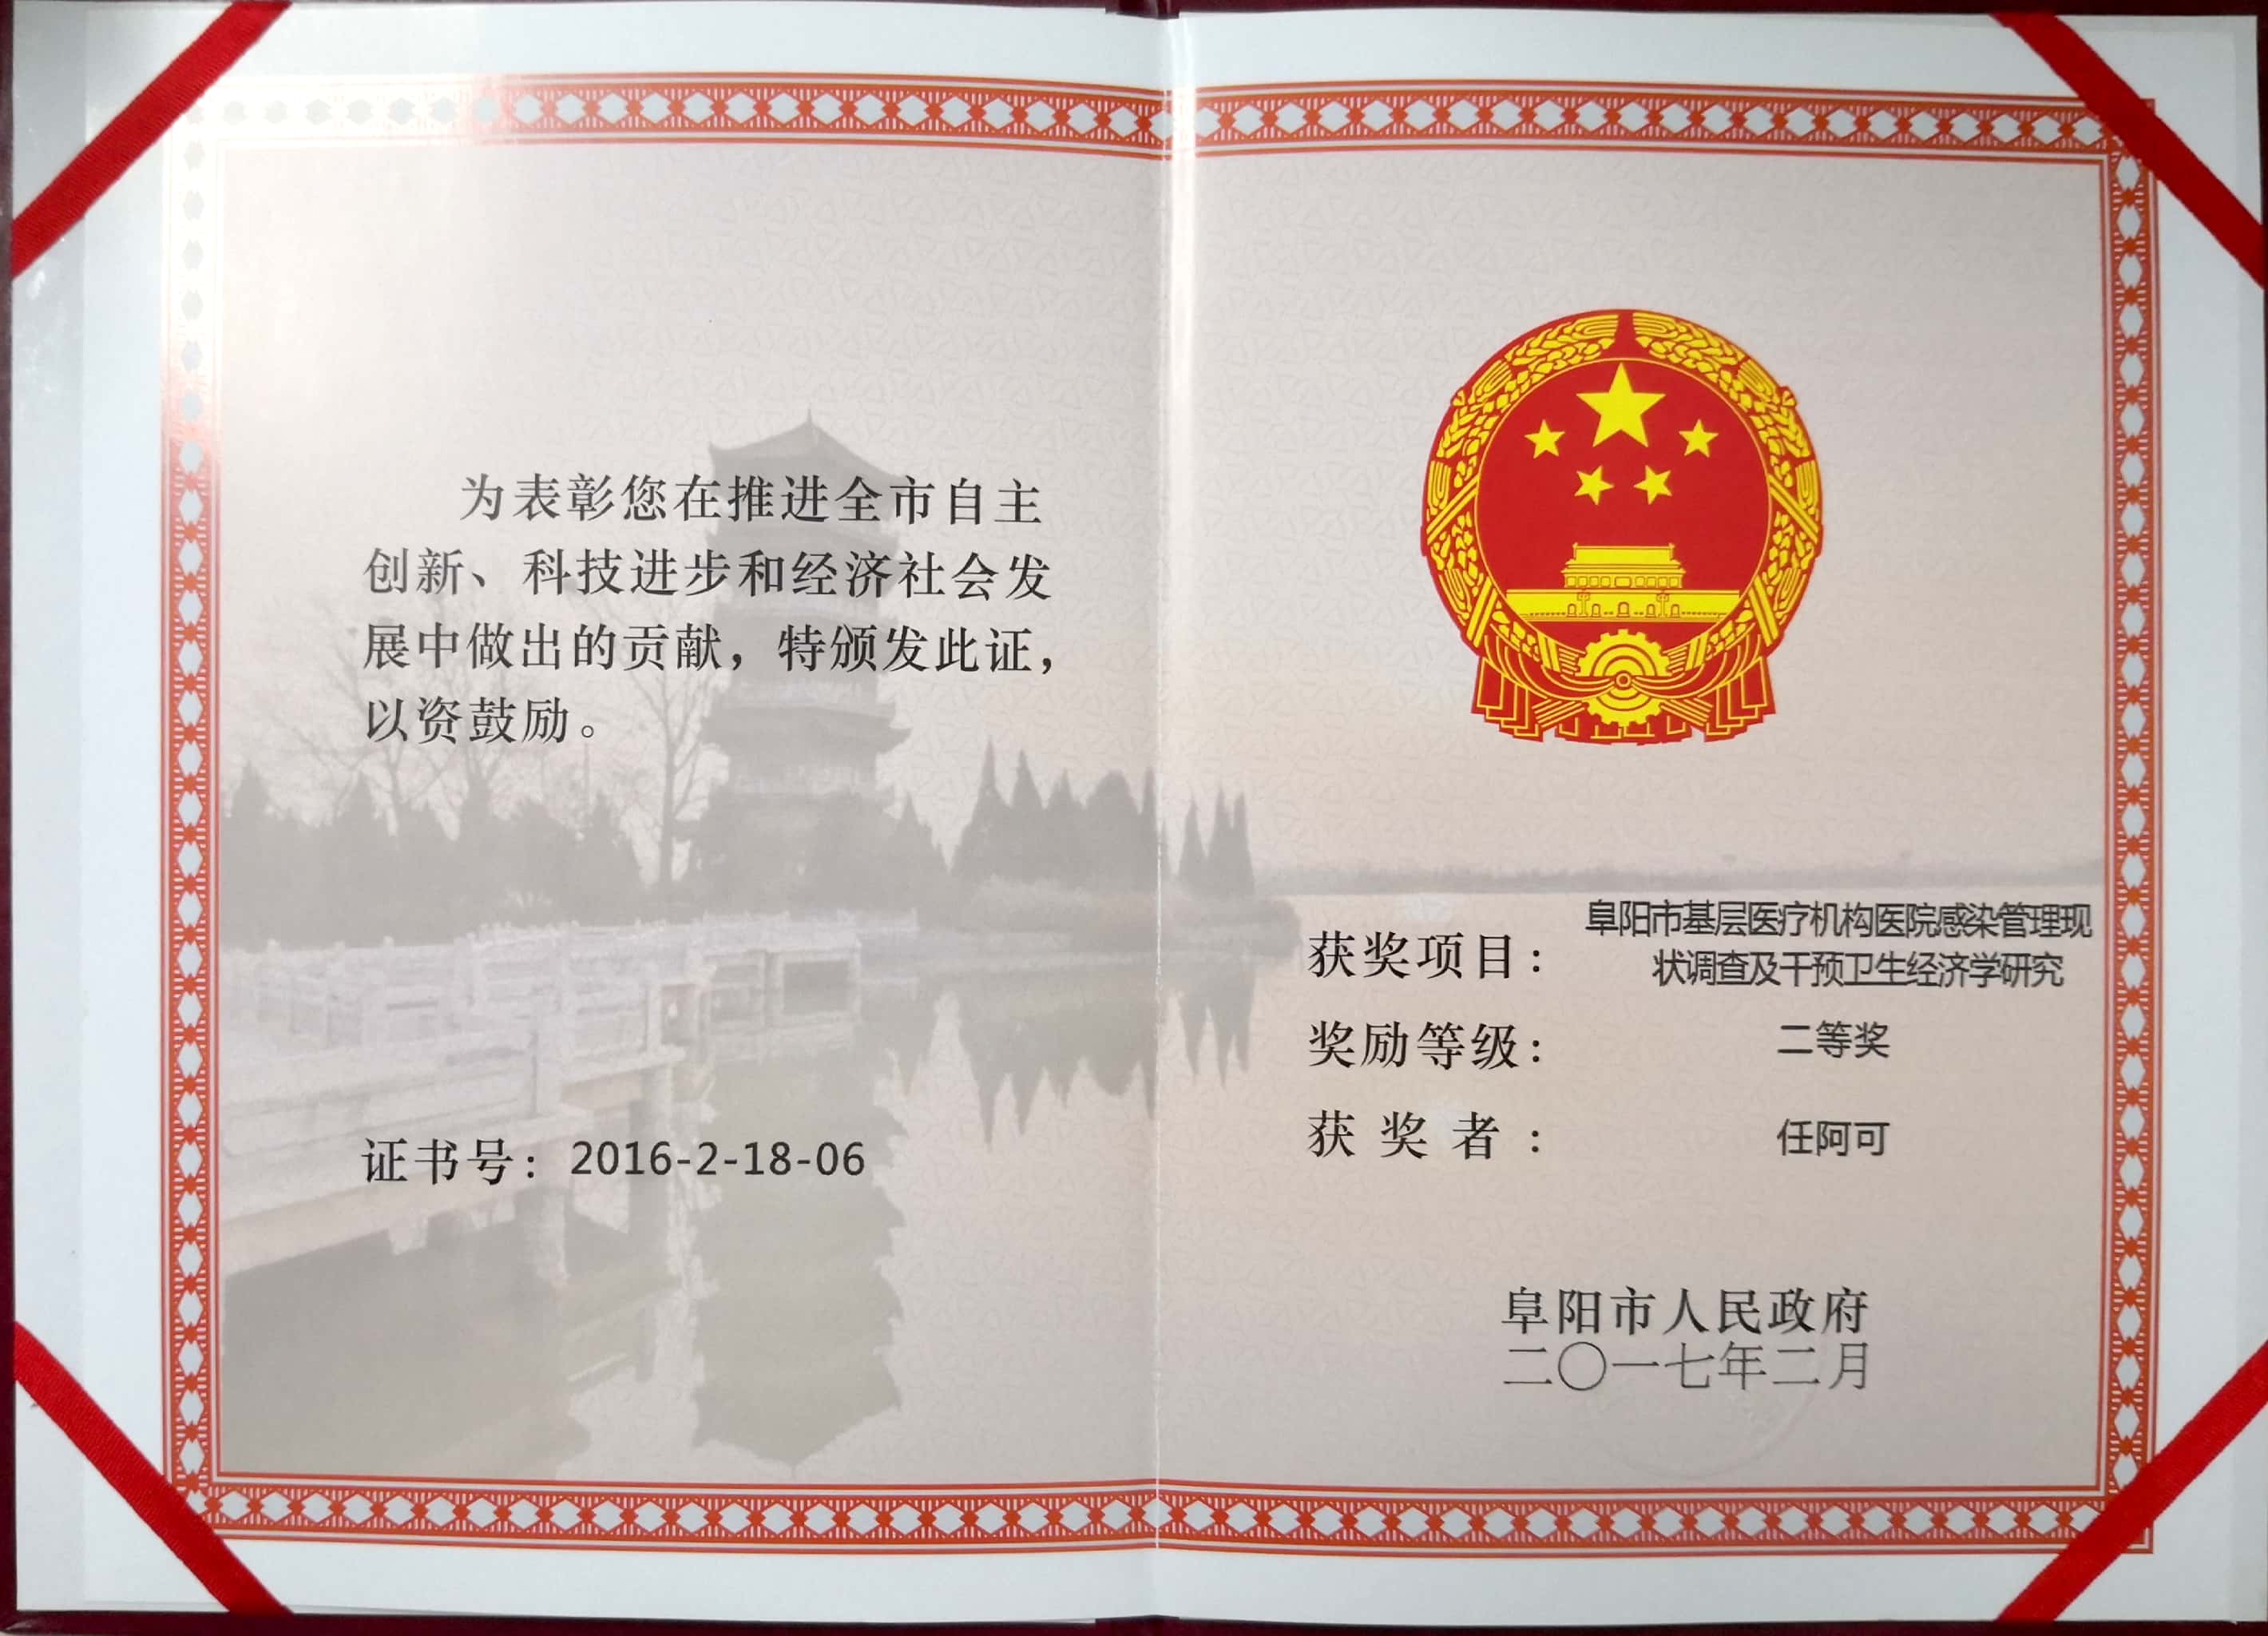 为表彰您在推进全市自主
创新、科技进步和经济社会发
展中做出的贡献，特颁发此证，
以资鼓励。
证书号：2016-2-18-06
获奖项目：阜阳市基层医疗机构医院感染管理现
状调查及干预卫生经济学研究
奖励等级：二等奖
获奖者：任阿可
阜阳市人民政府
二〇一七年二月